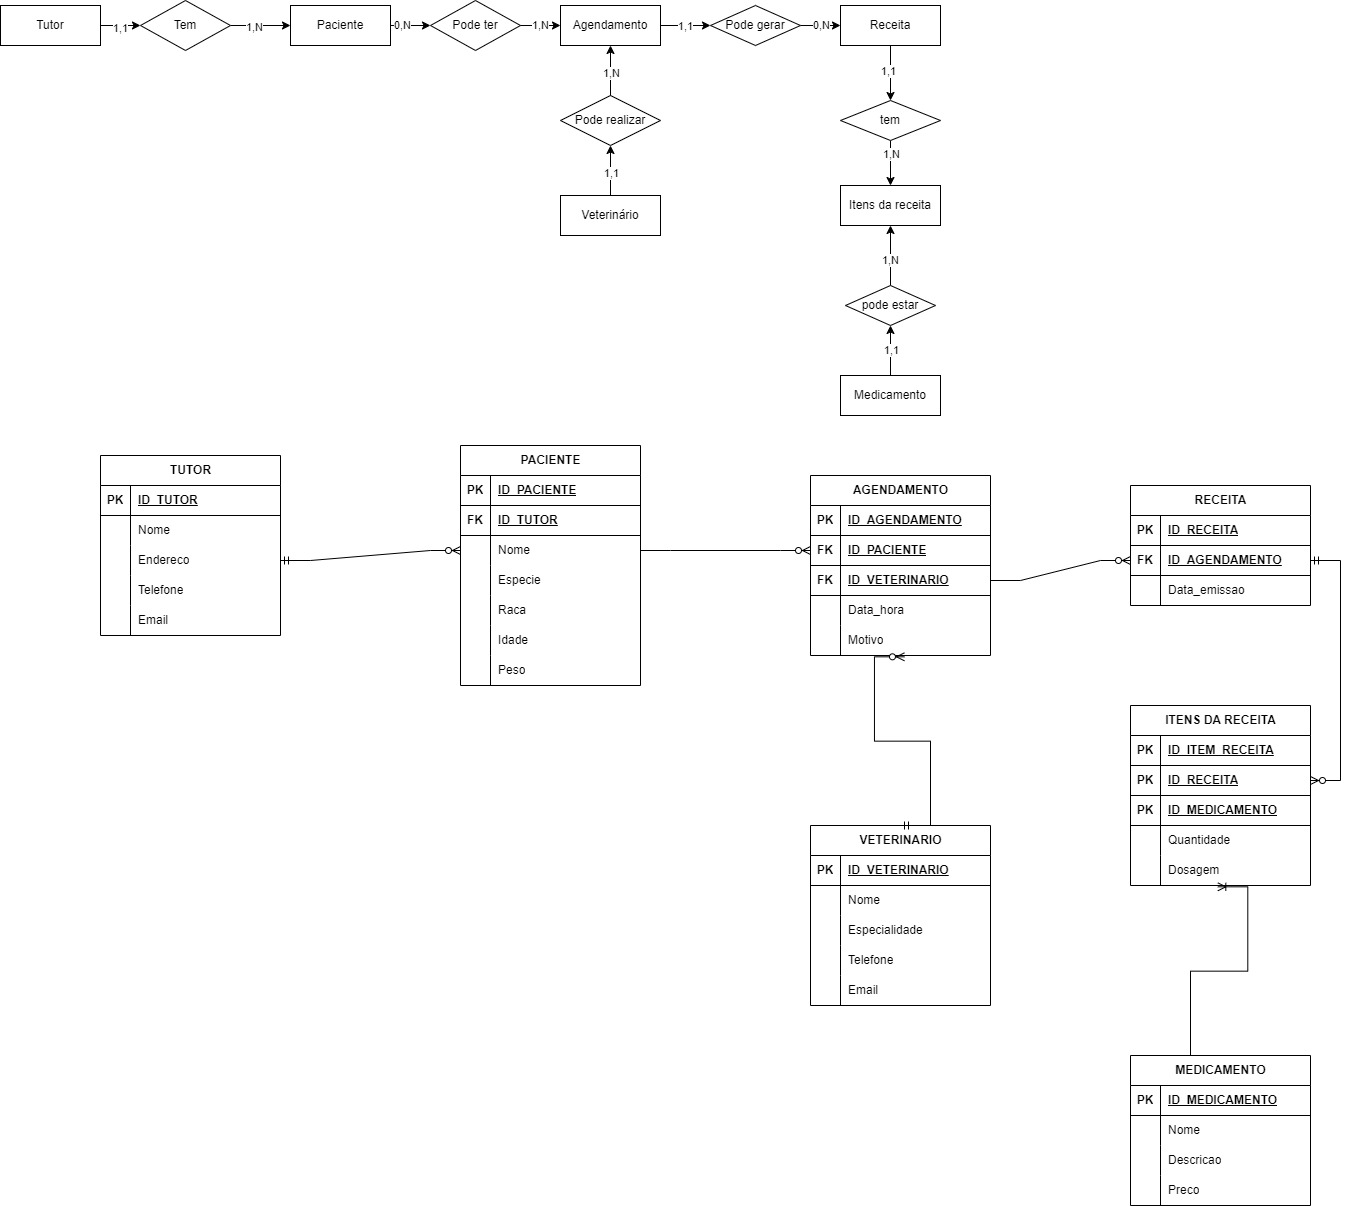 Tutor
1,1
Tem
1,N
Paciente
0,N
Pode ter
1,N
Agendamento
1,1
Pode gerar
0,N
Receita
1,N
Pode realizar
1,1
Veterinário
1,1
tem
1,N
Itens da receita
1,N
pode estar
1,1
Medicamento
TUTOR
PK ID_TUTOR
Nome
Endereco
Telefone
Email
PACIENTE
PK ID_PACIENTE
FK ID_TUTOR
Nome
Especie
Raca
Idade
Peso
AGENDAMENTO
PK ID_AGENDAMENTO
FK ID_PACIENTE
FK ID_VETERINARIO
Data_hora
Motivo
RECEITA
PK ID_RECEITA
FK ID_AGENDAMENTO
Data_emissao
ITENS DA RECEITA
PK ID_ITEM_RECEITA
PK ID_RECEITA
PK ID_MEDICAMENTO
Quantidade
Dosagem
VETERINARIO
PK ID_VETERINARIO
Nome
Especialidade
Telefone
Email
MEDICAMENTO
PK ID_MEDICAMENTO
Nome
Descricao
Preco